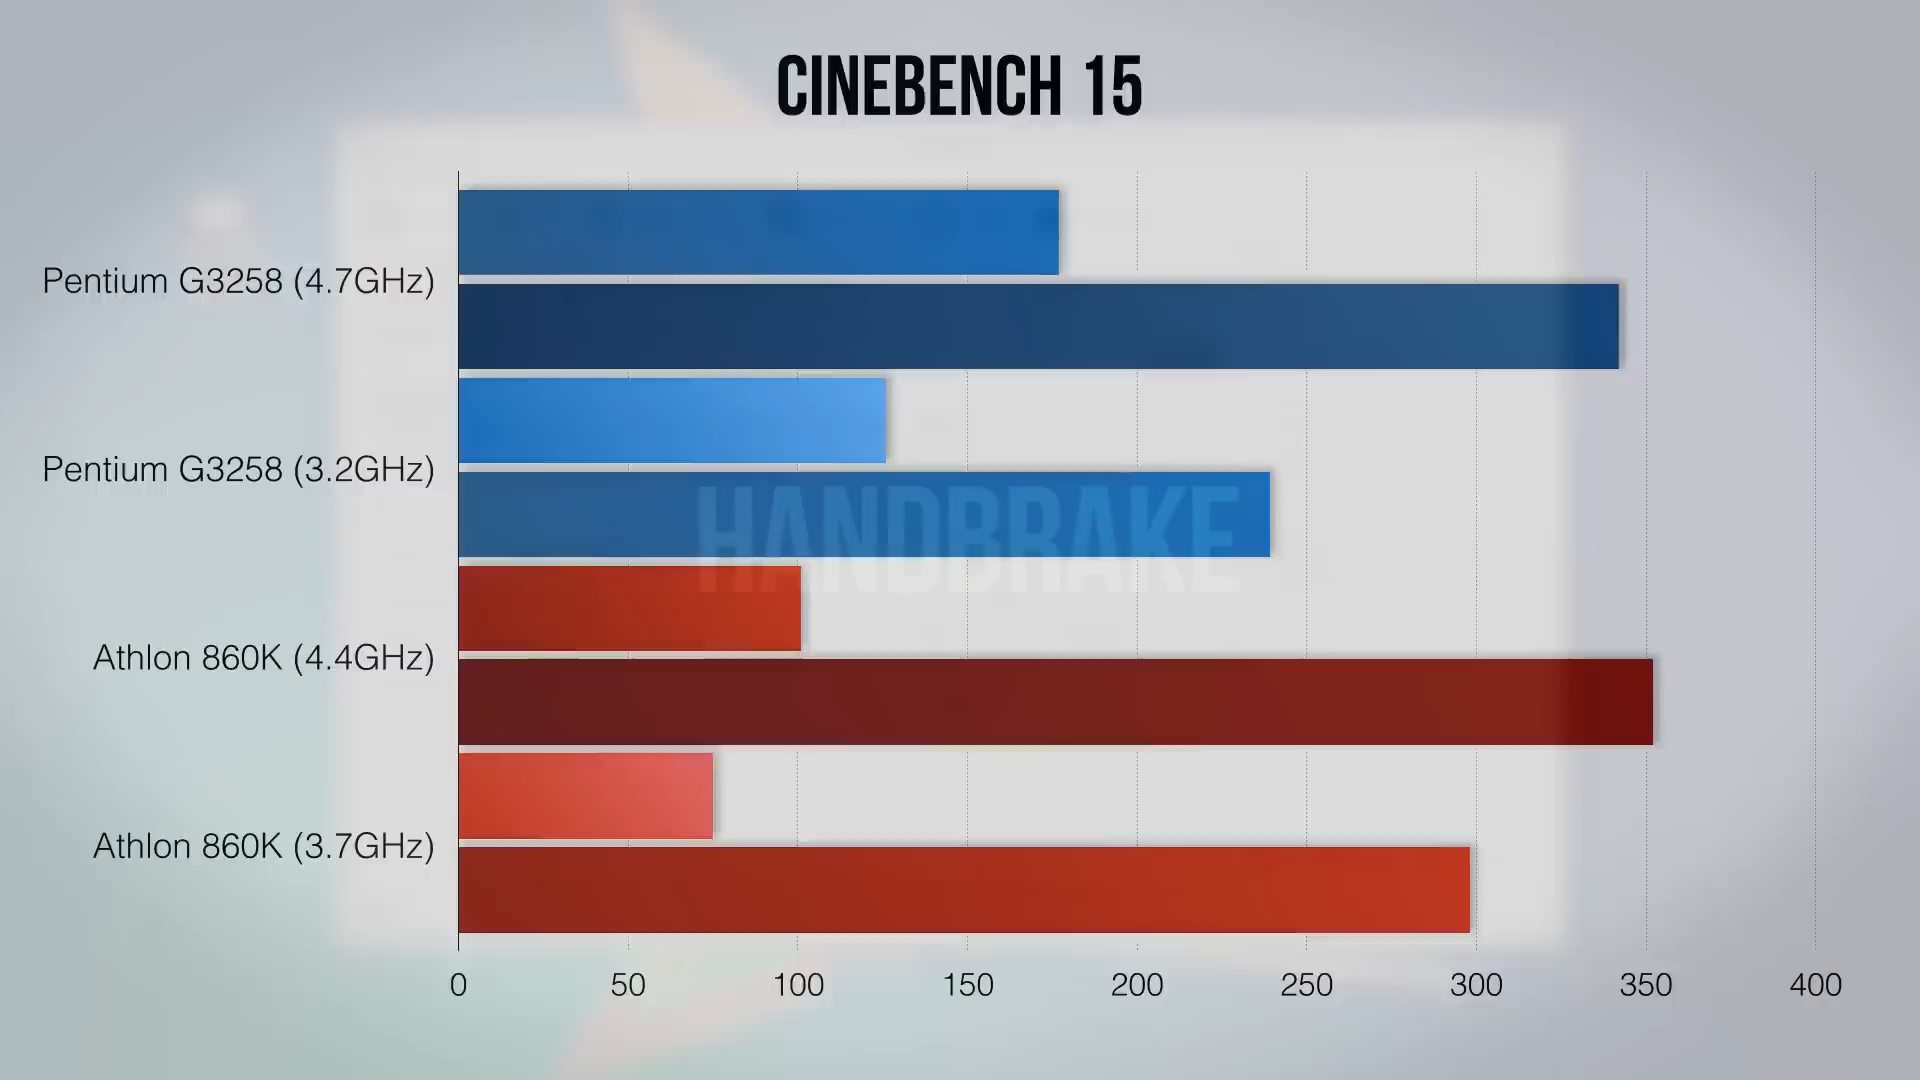 CINEBENCH 15
Pentium G3258 (4.7GHz)
Pentium G3258 (3.2GHz)
HANDBRAKE
Athlon 860K (4.4GHz)
Athlon 860K (3.7GHz)
0 50 100 150 200 250 300 350 400